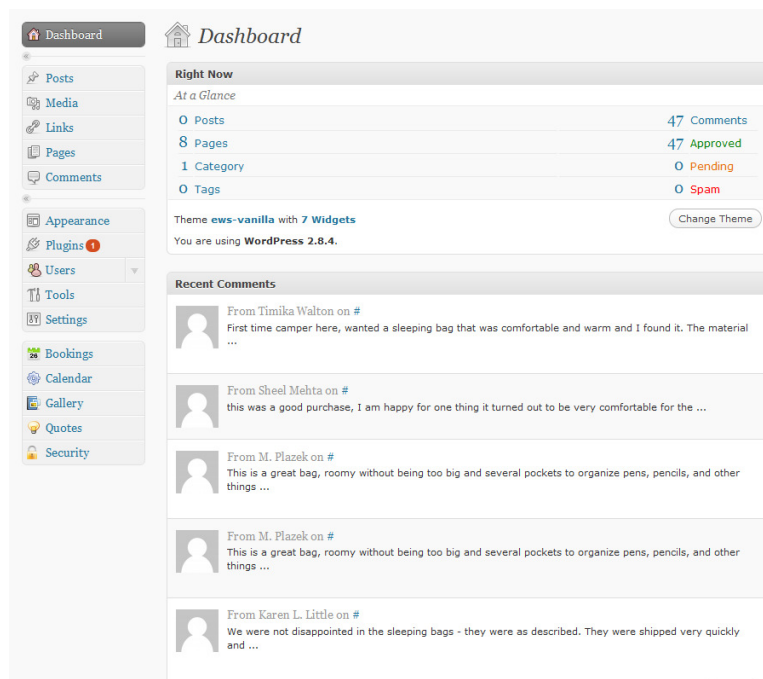 Dashboard
Posts
Media
Links
Pages
Comments
Appearance
Plugins 1
Users
Tools
Settings
26
Bookings
Calendar
Gallery
Quotes
Security
Dashboard
Right Now
At a Glance
0 Posts
47 Comments
8 Pages
47 Approved
1 Category
0 Pending
0 Tags
0 Spam
Theme ews-vanilla with 7 Widgets
Change Theme
You are using WordPress 2.8.4.
Recent Comments
From Timika Walton on #
First time camper here, wanted a sleeping bag that was comfortable and warm and I found it. The material
...
From Sheel Mehta on #
this was a good purchase, I am happy for one thing it turned out to be very comfortable for the ...
From M. Plazek on #
This is a great bag, roomy without being too big and several pockets to organize pens, pencils, and other
things ...
From M. Plazek on #
This is a great bag, roomy without being too big and several pockets to organize pens, pencils, and other
things ...
From Karen L. Little on #
We were not disappointed in the sleeping bags - they were as described. They were shipped very quickly
and ...